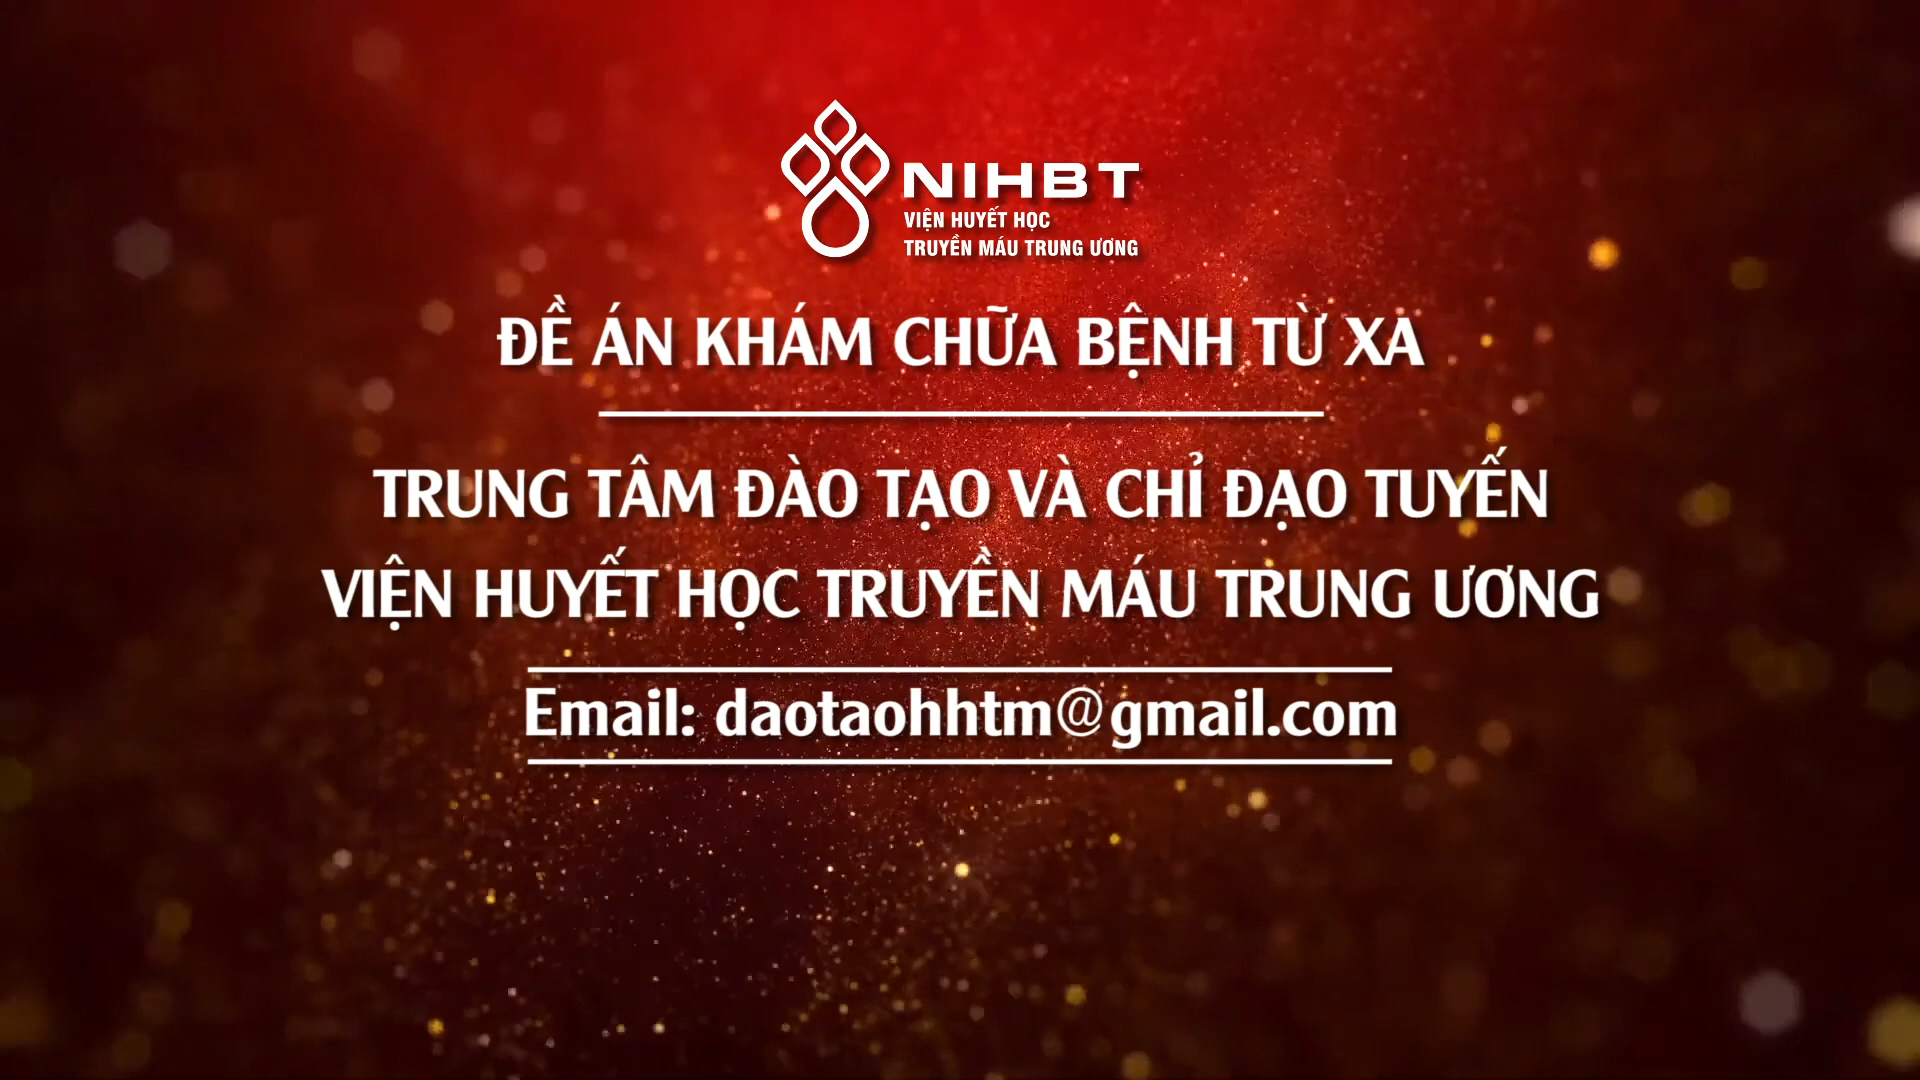 NIHBT
VIỆN HUYẾT HỌC
TRUYỀN MÁU TRUNG ƯƠNG
ĐỀ ÁN KHÁM CHỮA BỆNH TỪ XA
TRUNG TÂM ĐÀO TẠO VÀ CHỈ ĐẠO TUYẾN
VIỆN HUYẾT HỌC TRUYỀN MÁU TRUNG ƯƠNG
Email: daotaohhtm@gmail.com